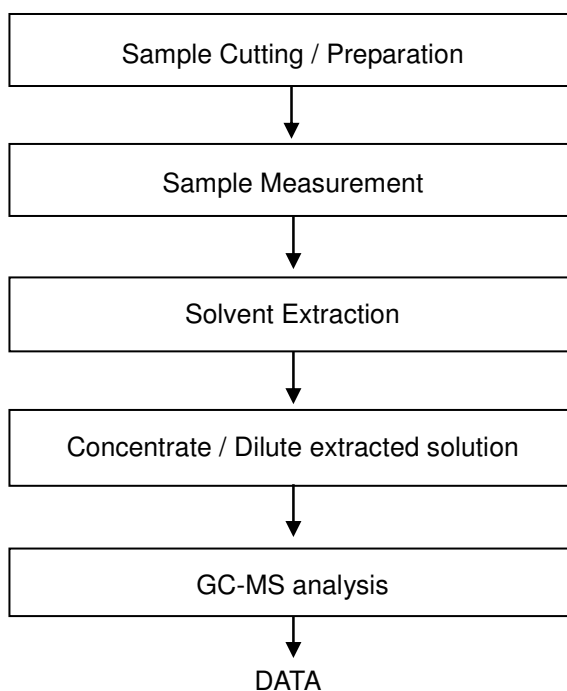 Sample Cutting / Preparation
Sample Measurement
Solvent Extraction
Concentrate / Dilute extracted solution
GC-MS analysis
DATA